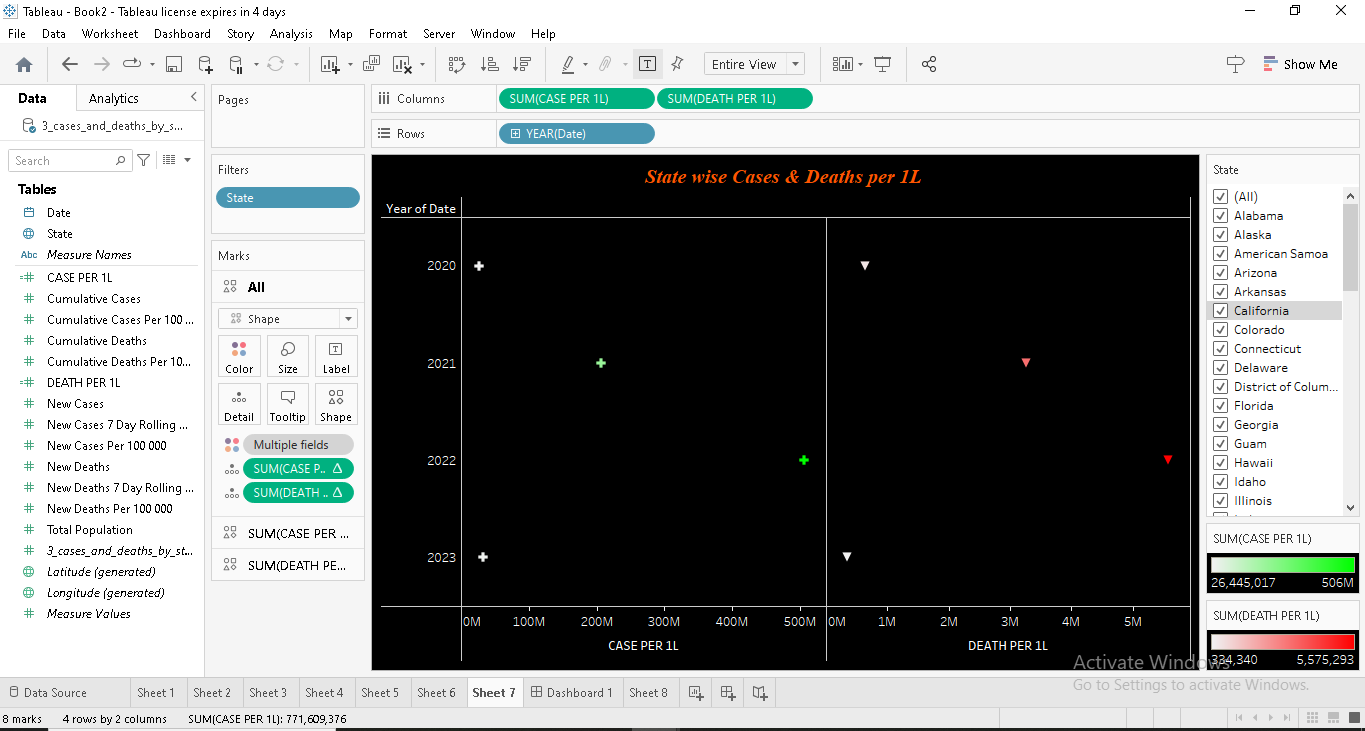 Tableau - Book2 - Tableau license expires in 4 days
File Data Worksheet Dashboard Story Analysis Map Format Server Window Help
Entire View
Show Me
Data Analytics
3_cases_and_deaths_by_s...
Search
Tables
Date
State
Abc Measure Names
CASE PER 1L
Cumulative Cases
Cumulative Cases Per 100 ...
Cumulative Deaths
Cumulative Deaths Per 10...
DEATH PER 1L
New Cases
New Cases 7 Day Rolling ...
New Cases Per 100 000
New Deaths
New Deaths 7 Day Rolling ...
New Deaths Per 100 000
Total Population
3_cases_and_deaths_by_st...
Latitude (generated)
Longitude (generated)
Measure Values
Pages
Filters
State
Marks
All
Shape
Color Size Label
Detail Tooltip Shape
Multiple fields
SUM(CASE P.. Δ
SUM(DEATH .. Δ
SUM(CASE PER ...
SUM(DEATH PE...
Columns SUM(CASE PER 1L) SUM(DEATH PER 1L)
Rows YEAR(Date)
State wise Cases & Deaths per 1L
Year of Date
2020
2021
2022
2023
0M 100M 200M 300M 400M 500M 0M 1M 2M 3M 4M 5M
CASE PER 1L DEATH PER 1L
State
(All)
Alabama
Alaska
American Samoa
Arizona
Arkansas
California
Colorado
Connecticut
Delaware
District of Colum...
Florida
Georgia
Guam
Hawaii
Idaho
Illinois
SUM(CASE PER 1L)
26,445,017 506M
SUM(DEATH PER 1L)
334,340 5,575,293
Activate Windows
Go to Settings to activate Windows.
Data Source Sheet 1 Sheet 2 Sheet 3 Sheet 4 Sheet 5 Sheet 6 Sheet 7 Dashboard 1 Sheet 8
8 marks 4 rows by 2 columns SUM(CASE PER 1L): 771,609,376